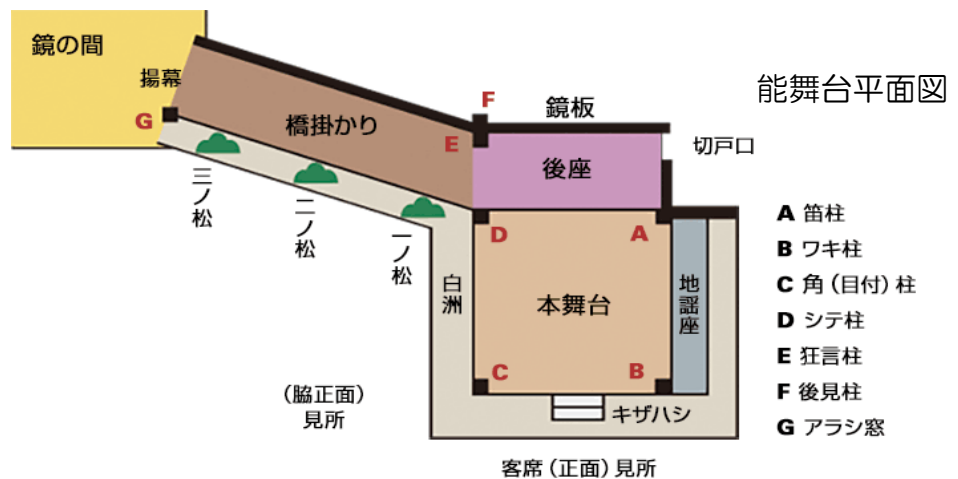 鏡の間
揚幕
G
橋掛かり
F
鏡板
能舞台平面図
E
後座
切戸口
三ノ松
二ノ松
一ノ松
D
A
白洲
本舞台
地謡座
C
B
キザハシ
（脇正面）
見所
客席（正面）見所
A 笛柱
B ワキ柱
C 角（目付）柱
D シテ柱
E 狂言柱
F 後見柱
G アラシ窓